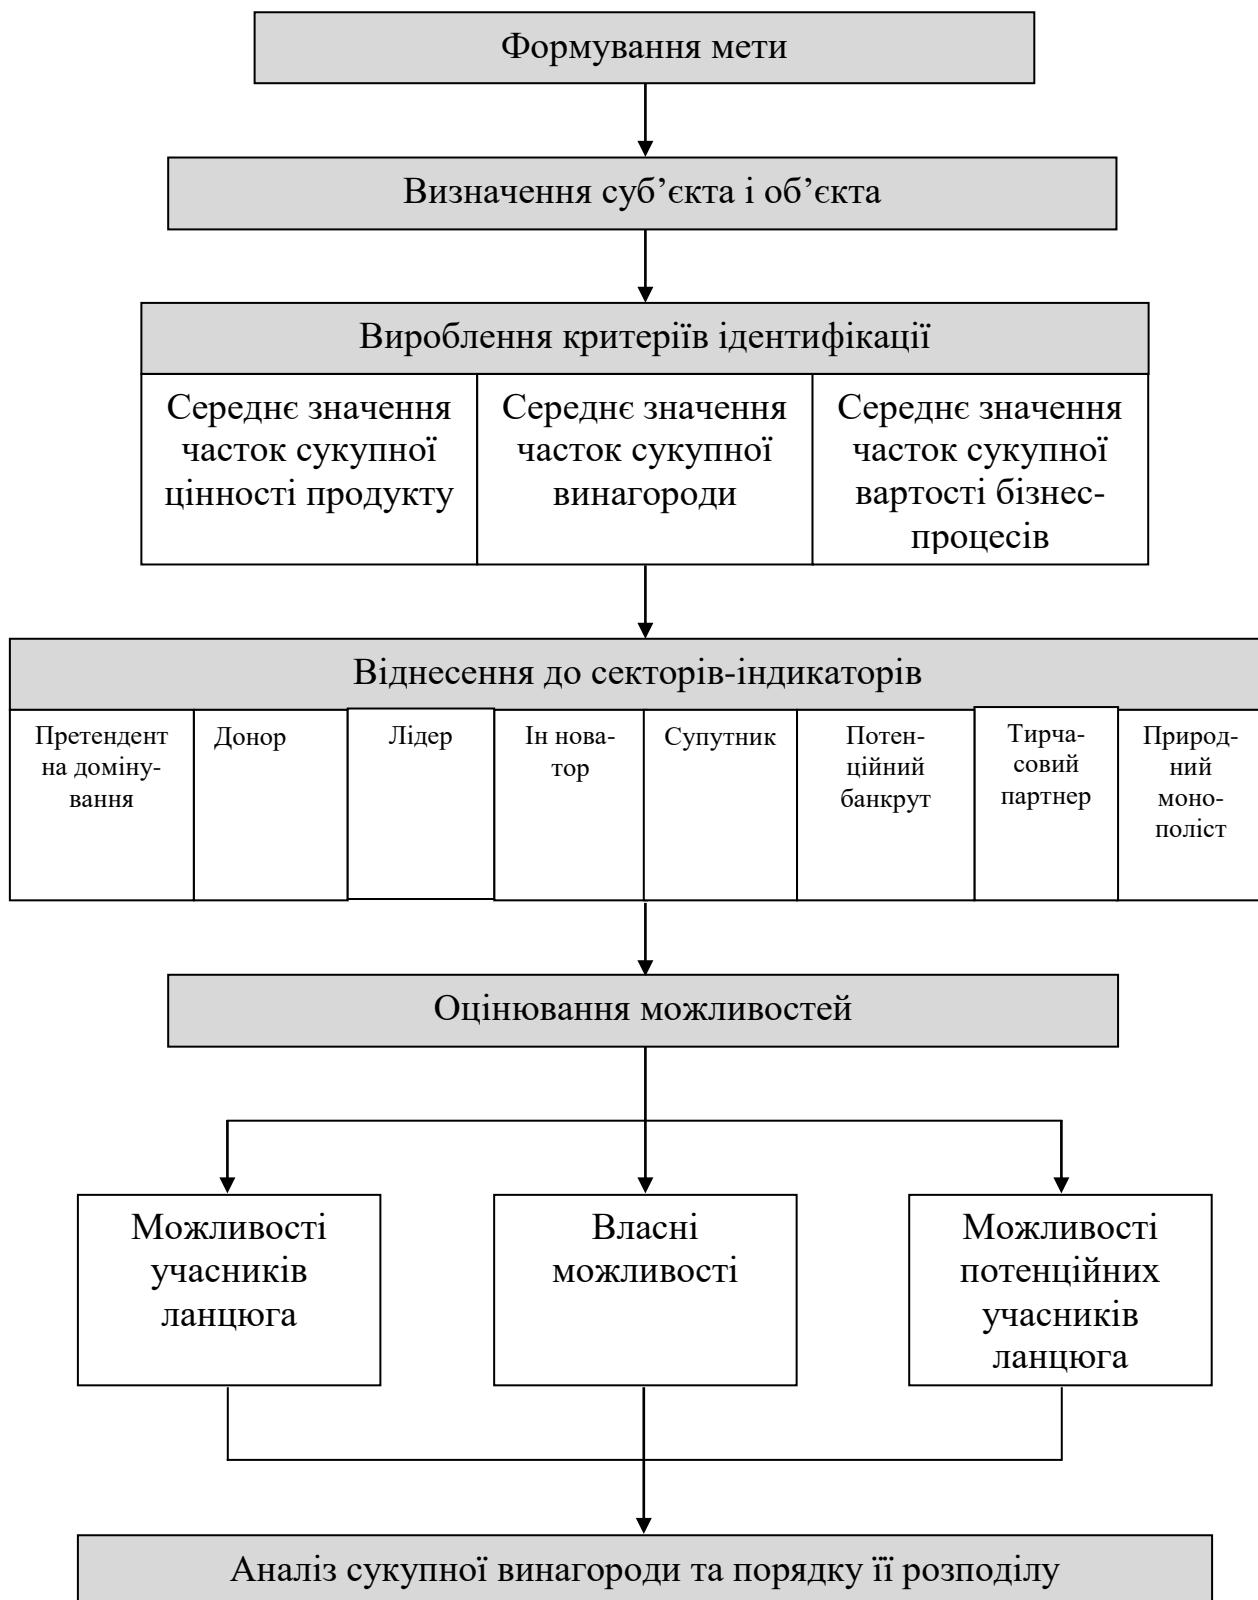 Формування мети
Визначення суб’єкта і об’єкта
Вироблення критеріїв ідентифікації
Середнє значення
часток сукупної
цінності продукту
Середнє значення
часток сукупної
винагороди
Середнє значення
часток сукупної
вартості бізнес-
процесів
Віднесення до секторів-індикаторів
Претендент
на доміну-
вання
Донор
Лідер
Ін нова-
тор
Супутник
Потен-
ційний
банкрут
Тирча-
совий
партнер
Природ-
ний
моно-
поліст
Оцінювання можливостей
Можливості
учасників
ланцюга
Власні
можливості
Можливості
потенційних
учасників
ланцюга
Аналіз сукупної винагороди та порядку її розподілу